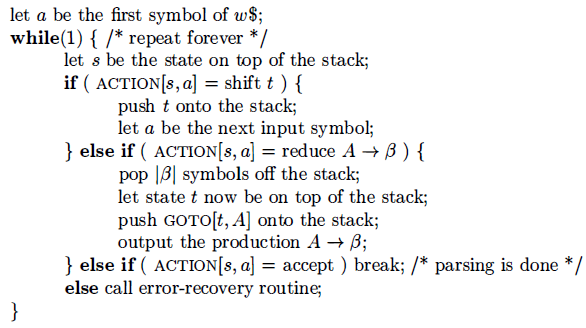 let a be the first symbol of w$;
while(1) { /* repeat forever */
let s be the state on top of the stack;
if ( ACTION[s, a] = shift t ) {
push t onto the stack;
let a be the next input symbol;
} else if ( ACTION[s, a] = reduce A → β ) {
pop |β| symbols off the stack;
let state t now be on top of the stack;
push GOTO[t, A] onto the stack;
output the production A → β;
} else if ( ACTION[s, a] = accept ) break; /* parsing is done */
else call error-recovery routine;
}